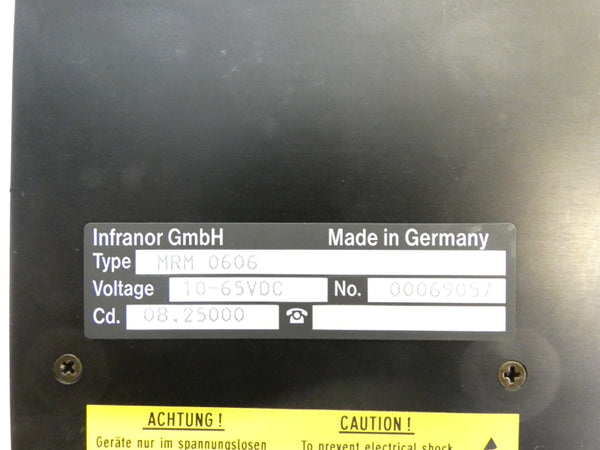 Infranor GmbH Made in Germany
Type MRM 0606
Voltage 10-65VDC No. 00069057
Cd. 08.25000 ☎
ACHTUNG! CAUTION!
Geräte nur im spannungslosen To prevent electrical shock